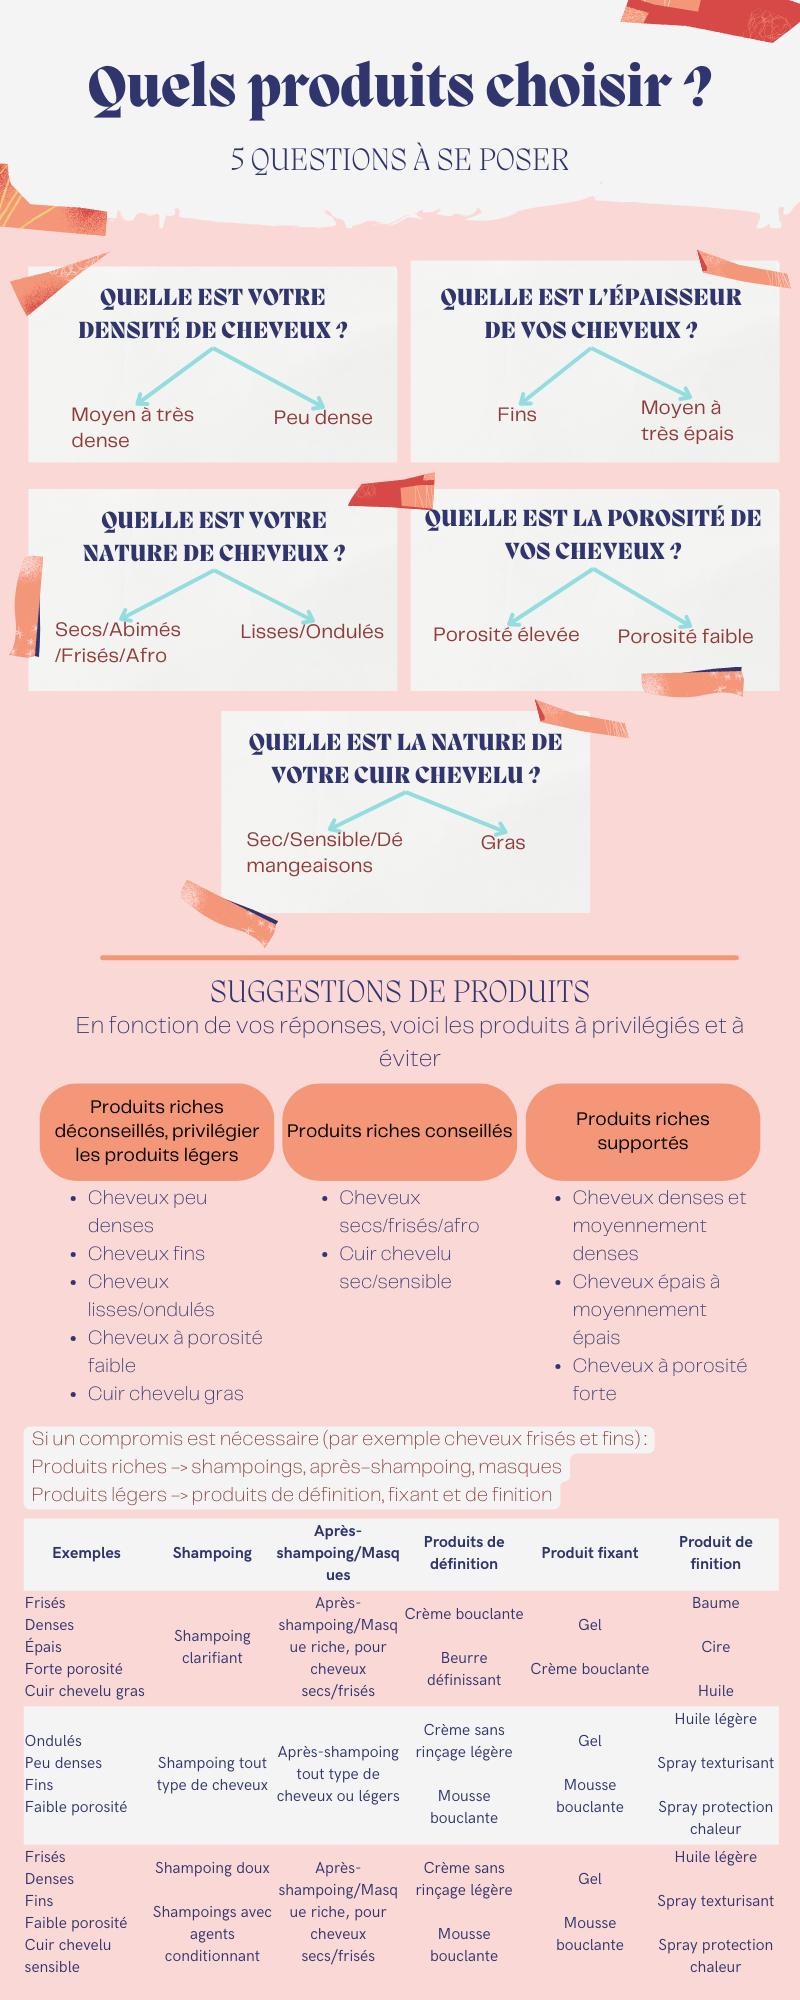 Quels produits choisir ?
5 QUESTIONS À SE POSER
QUELLE EST VOTRE
DENSITÉ DE CHEVEUX ?
Moyen à très
dense
Peu dense
QUELLE EST L'ÉPAISSEUR
DE VOS CHEVEUX ?
Fins
Moyen à
très épais
QUELLE EST VOTRE
NATURE DE CHEVEUX ?
Secs/Abimés
/Frisés/Afro
Lisses/Ondulés
QUELLE EST LA POROSITÉ DE
VOS CHEVEUX ?
Porosité élevée
Porosité faible
QUELLE EST LA NATURE DE
VOTRE CUIR CHEVELU ?
Sec/Sensible/Dé
mangeaisons
Gras
SUGGESTIONS DE PRODUITS
En fonction de vos réponses, voici les produits à privilégiés et à
éviter
Produits riches
déconseillés, privilégier
les produits légers
• Cheveux peu
denses
• Cheveux fins
• Cheveux
lisses/ondulés
• Cheveux à porosité
faible
• Cuir chevelu gras
Produits riches conseillés
• Cheveux
secs/frisés/afro
• Cuir chevelu
sec/sensible
Produits riches
supportés
• Cheveux denses et
moyennement
denses
• Cheveux épais à
moyennement
épais
• Cheveux à porosité
forte
Si un compromis est nécessaire (par exemple cheveux frisés et fins) :
Produits riches -> shampoings, après-shampoing, masques
Produits légers -> produits de définition, fixant et de finition
Exemples
Shampoing
Après-
shampoing/Masq
ues
Produits de
définition
Produit fixant
Produit de
finition
Frisés
Denses
Épais
Forte porosité
Cuir chevelu gras
Shampoing
clarifiant
Après-
shampoing/Masq
ue riche, pour
cheveux
secs/frisés
Crème bouclante
Beurre
définissant
Gel
Crème bouclante
Baume
Cire
Huile
Ondulés
Peu denses
Fins
Faible porosité
Shampoing tout
type de cheveux
Après-shampoing
tout type de
cheveux ou légers
Crème sans
rinçage légère
Mousse
bouclante
Gel
Mousse
bouclante
Huile légère
Spray texturisant
Spray protection
chaleur
Frisés
Denses
Fins
Faible porosité
Cuir chevelu
sensible
Shampoing doux
Shampoings avec
agents
conditionnant
Après-
shampoing/Masq
ue riche, pour
cheveux
secs/frisés
Crème sans
rinçage légère
Mousse
bouclante
Gel
Mousse
bouclante
Huile légère
Spray texturisant
Spray protection
chaleur